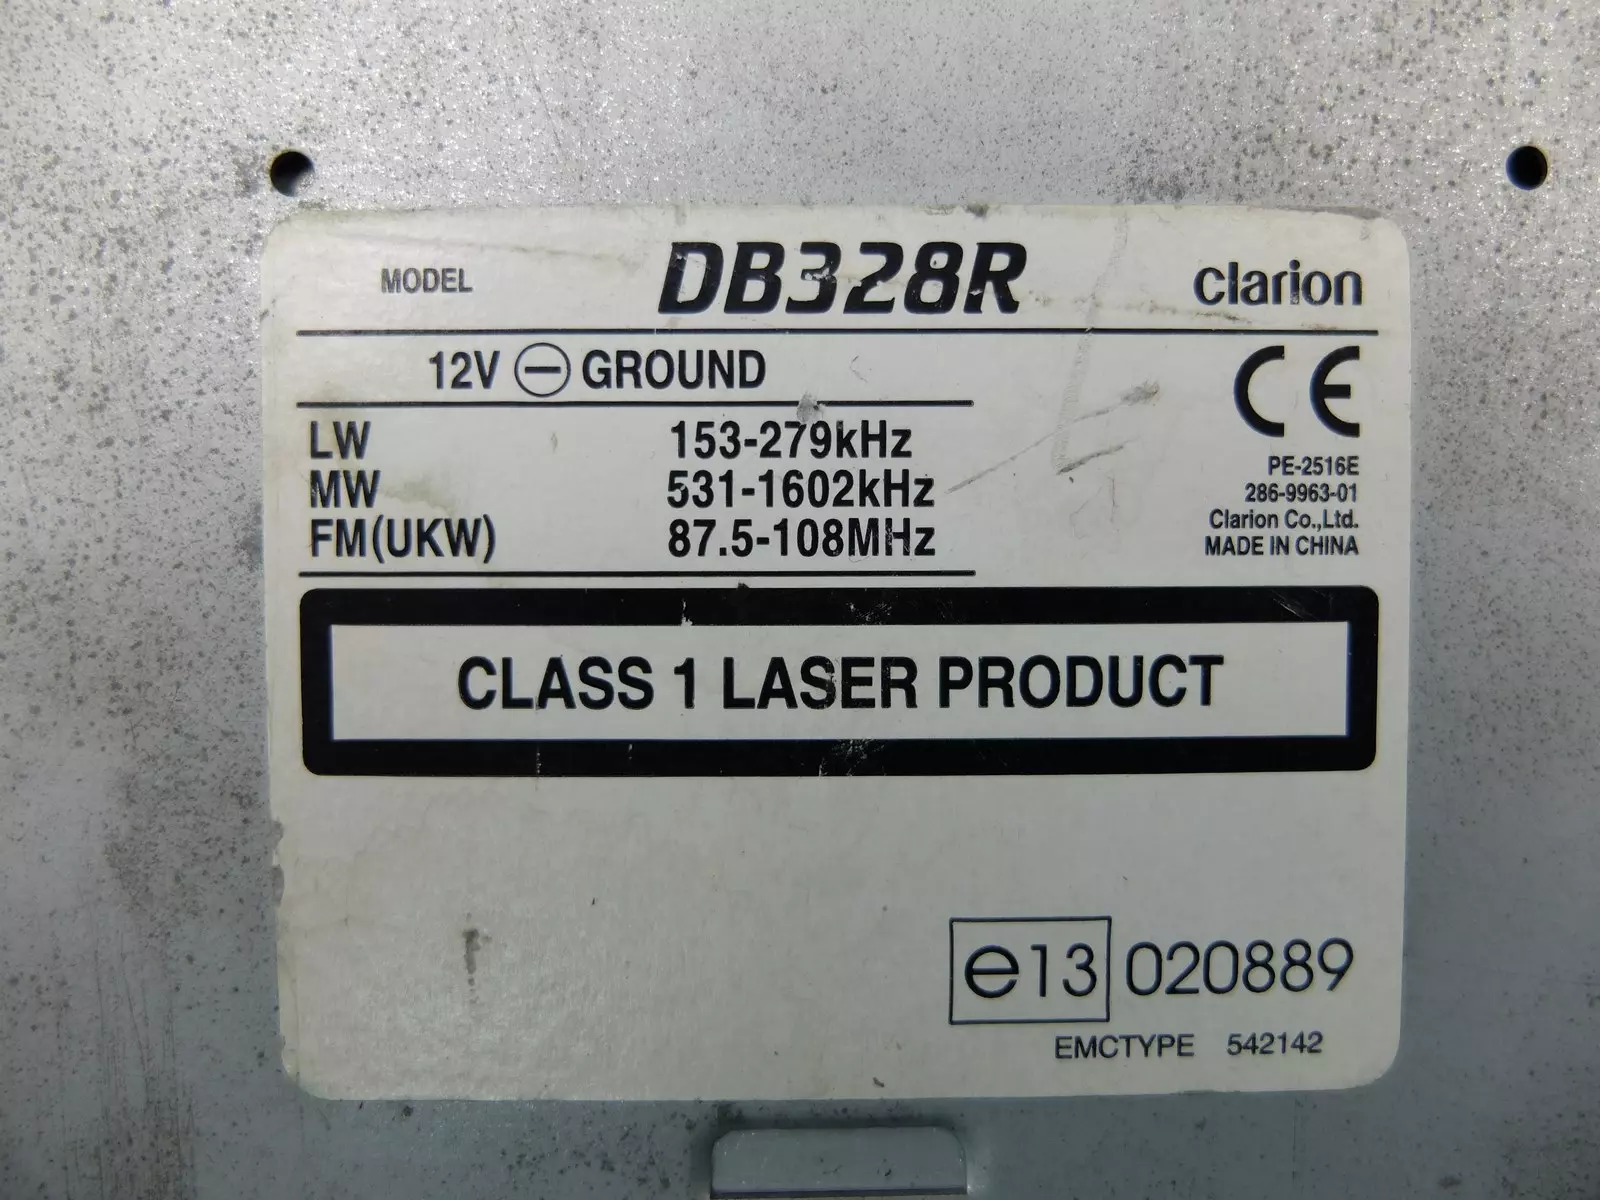 MODEL DB328R clarion
12V ⊖ GROUND
CE
LW 153-279kHz
MW 531-1602kHz
FM(UKW) 87.5-108MHz
PE-2516E
286-9963-01
Clarion Co.,Ltd.
MADE IN CHINA
CLASS 1 LASER PRODUCT
e13 020889
EMCTYPE 542142